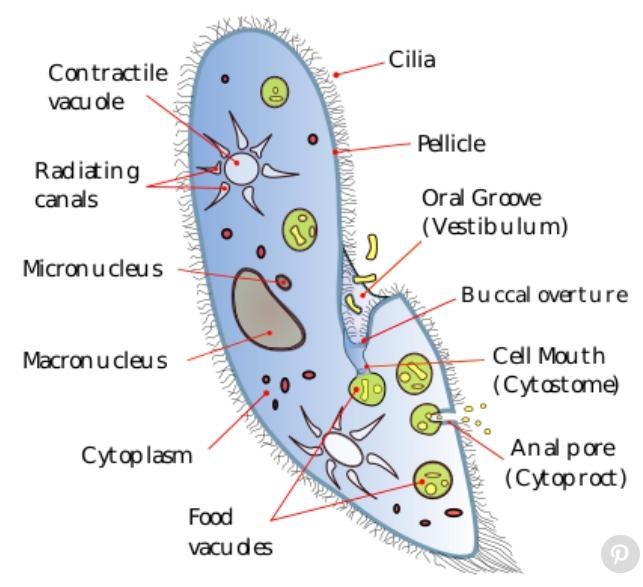 Cilia
Contractile
vacuole
Pellicle
Radiating
canals
Oral Groove
(Vestibulum)
Micronucleus
Buccal overture
Macronucleus
Cell Mouth
(Cytostome)
Cytoplasm
Anal pore
(Cytoproct)
Food
vacuoles